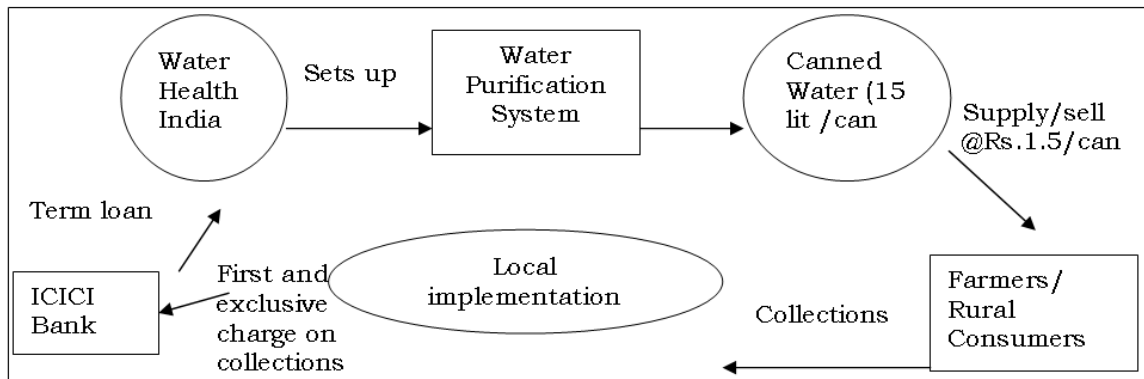 Water
Health
India
Sets up
Water
Purification
System
Canned
Water (15
lit /can
Supply/sell
@Rs.1.5/can
Term loan
ICICI
Bank
First and
exclusive
charge on
collections
Local
implementation
Collections
Farmers/
Rural
Consumers